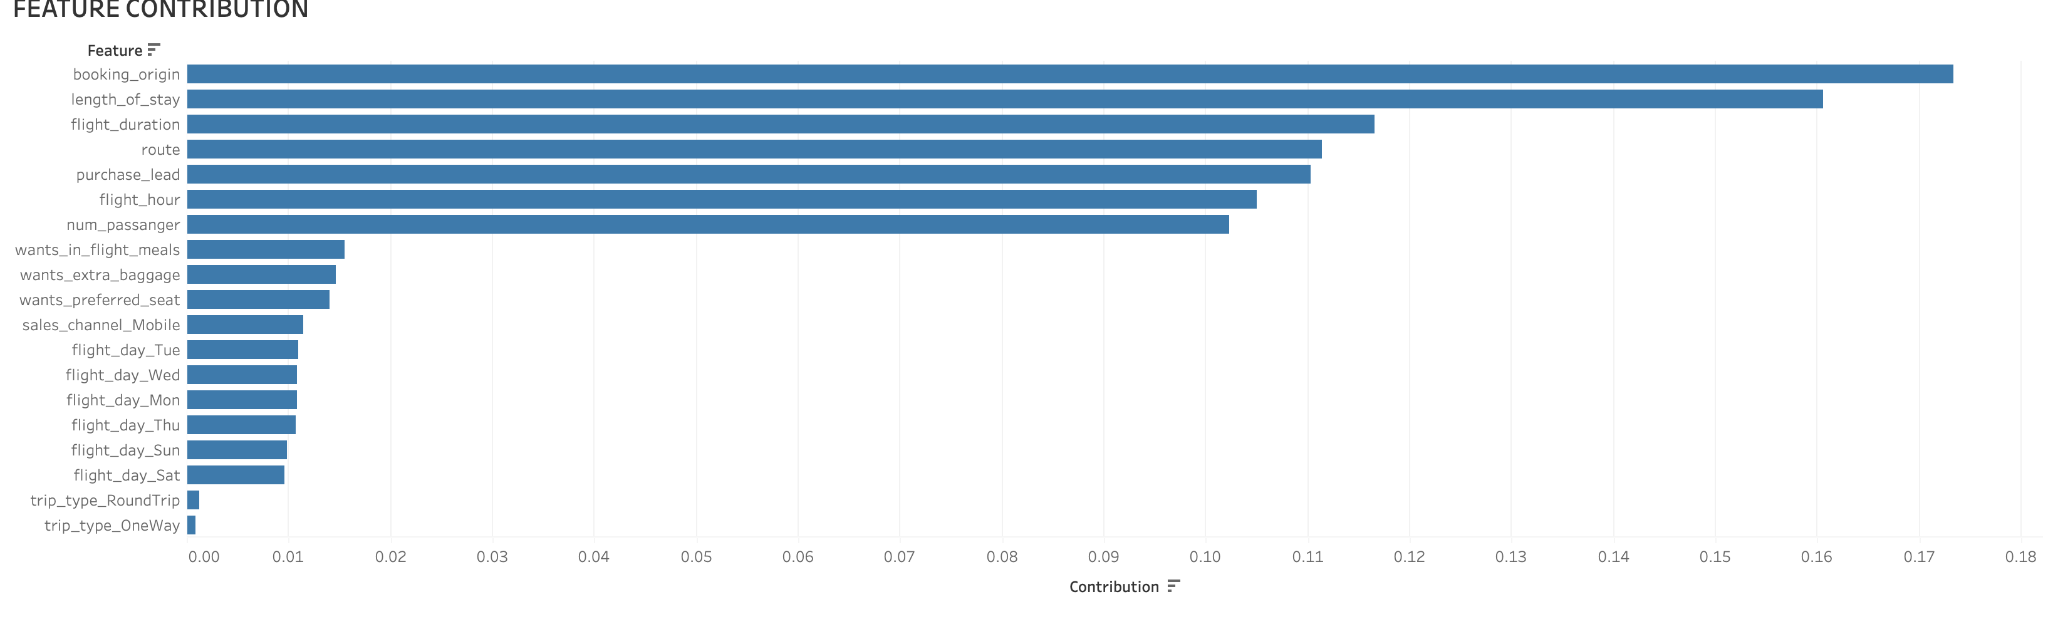 FEATURE CONTRIBUTION
Feature
booking_origin
length_of_stay
flight_duration
route
purchase_lead
flight_hour
num_passanger
wants_in_flight_meals
wants_extra_baggage
wants_preferred_seat
sales_channel_Mobile
flight_day_Tue
flight_day_Wed
flight_day_Mon
flight_day_Thu
flight_day_Sun
flight_day_Sat
trip_type_RoundTrip
trip_type_OneWay
0.00 0.01 0.02 0.03 0.04 0.05 0.06 0.07 0.08 0.09 0.10 0.11 0.12 0.13 0.14 0.15 0.16 0.17 0.18
Contribution